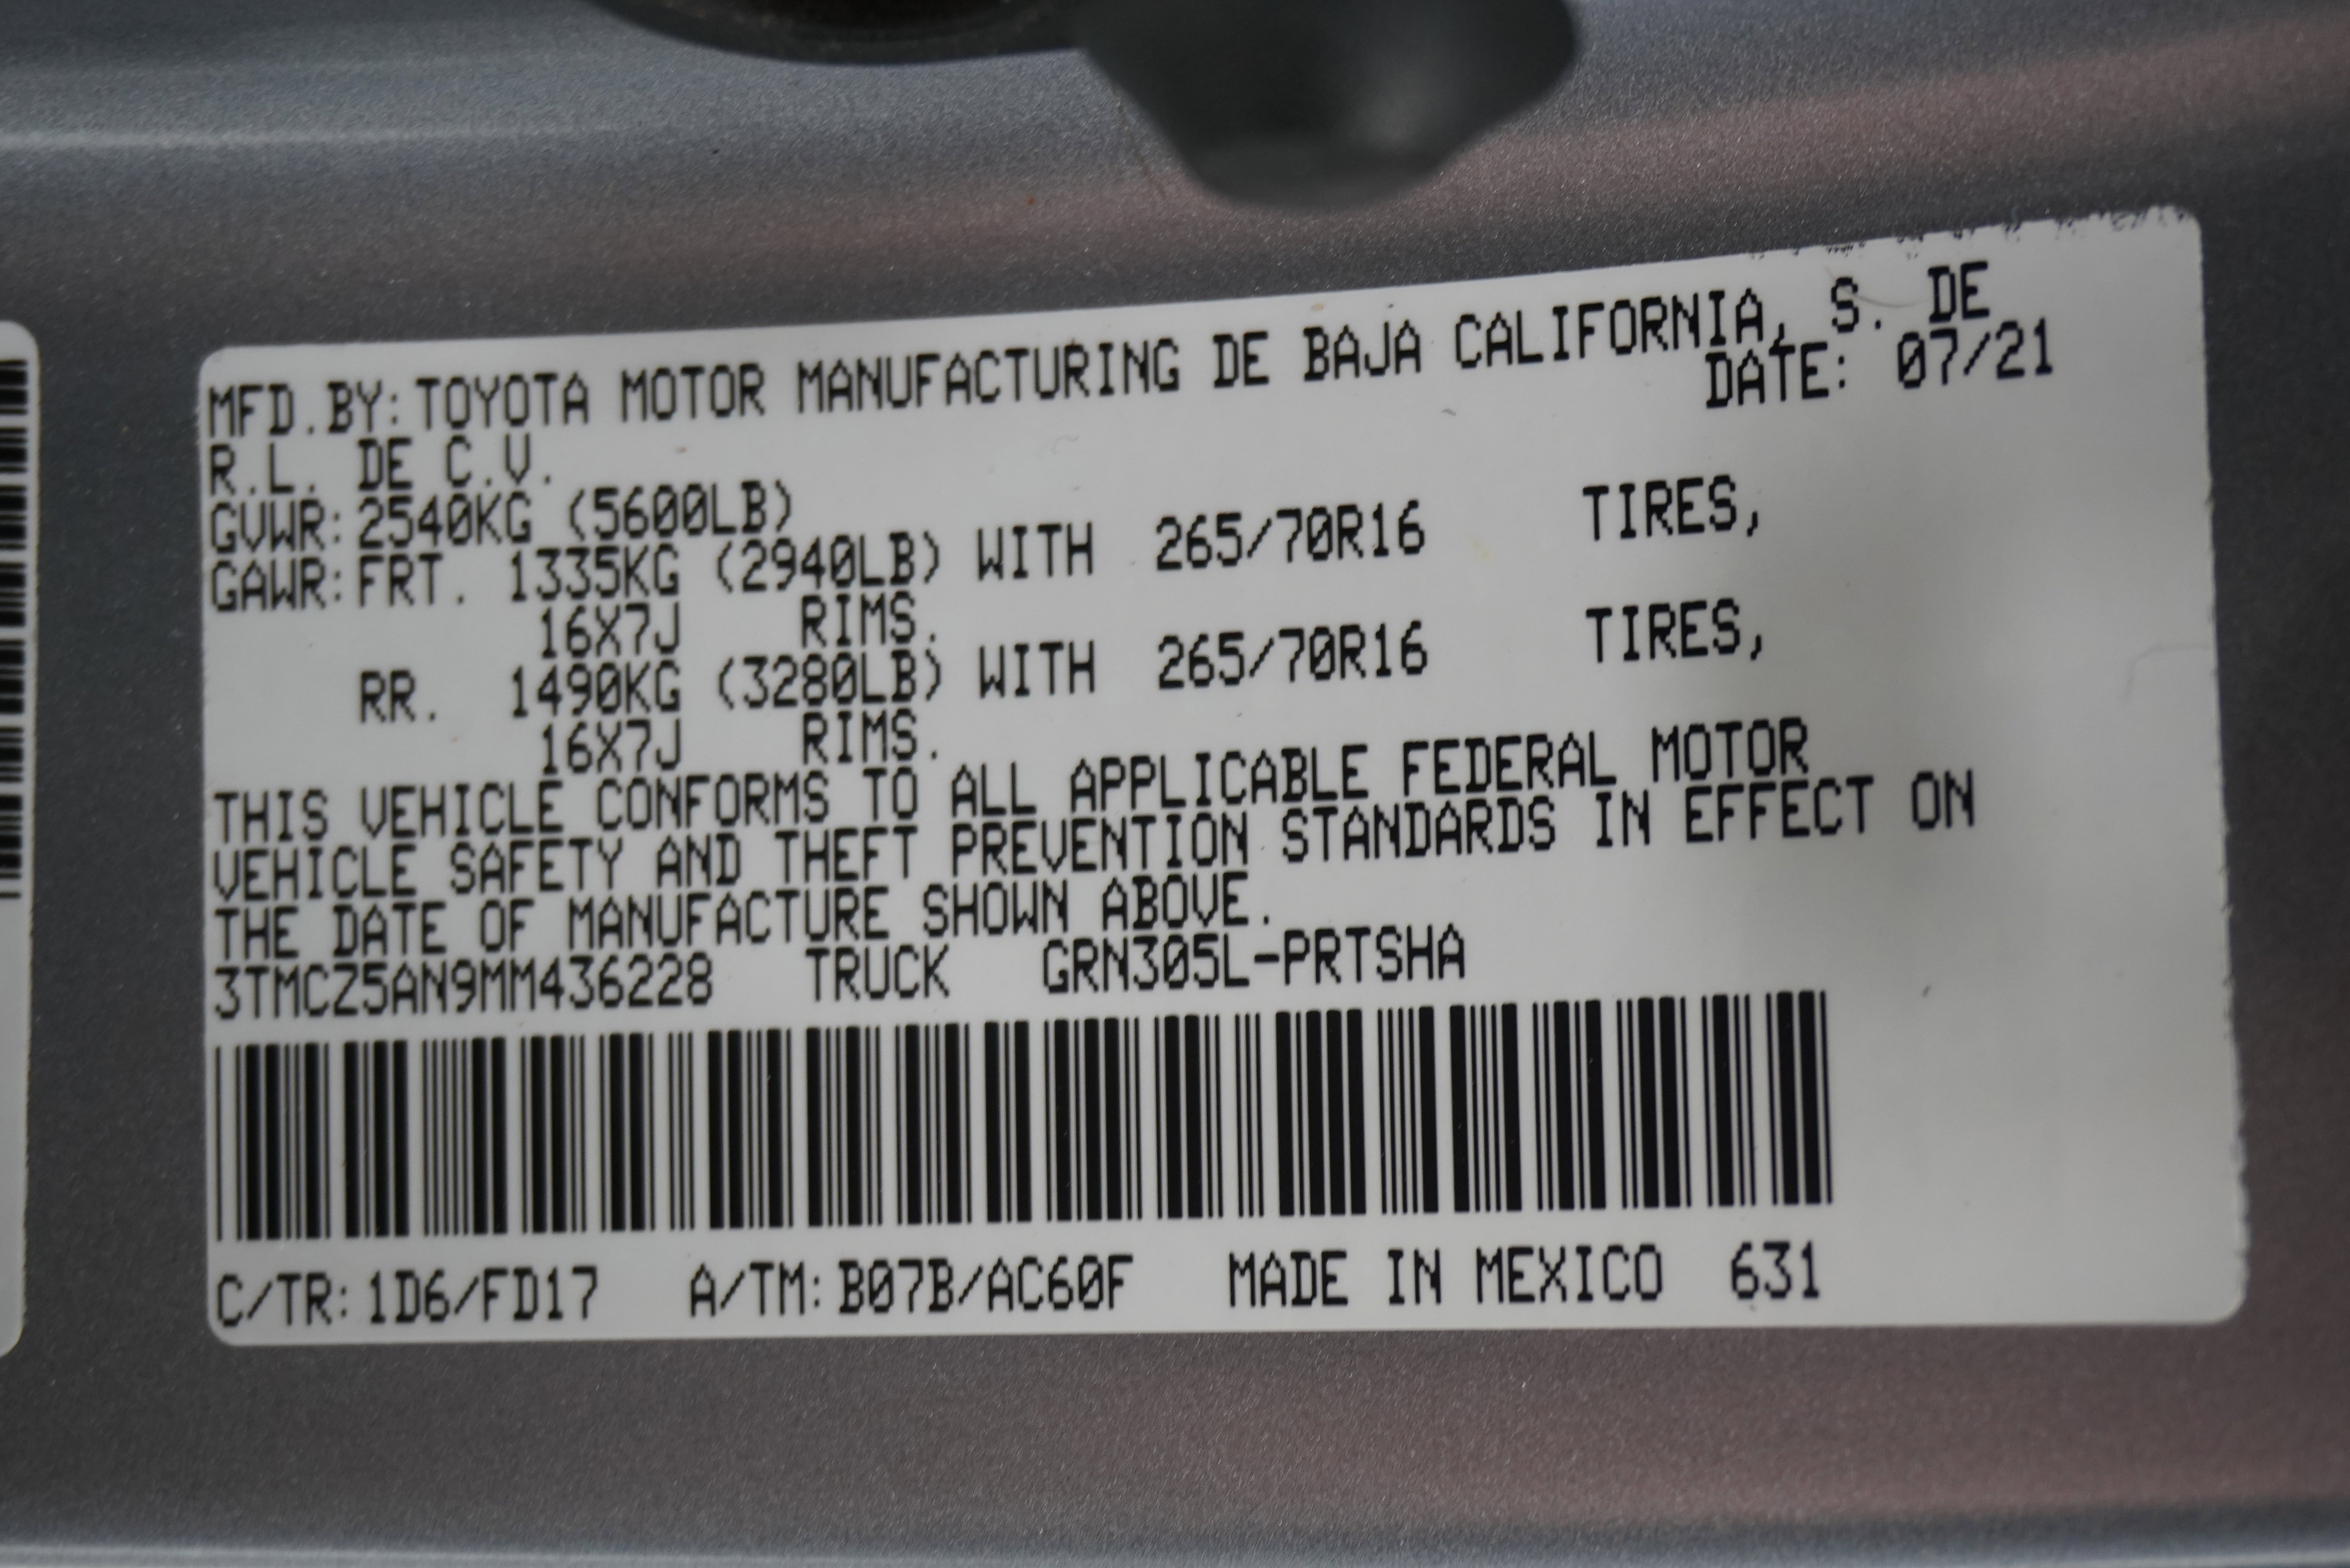 MFD.BY:TOYOTA MOTOR MANUFACTURING DE BAJA CALIFORNIA, S. DE
R.L. DE C.V. DATE: 07/21
GVWR:2540KG (5600LB)
GAWR:FRT. 1335KG (2940LB) WITH 265/70R16 TIRES,
16X7J RIMS.
RR. 1490KG (3280LB) WITH 265/70R16 TIRES,
16X7J RIMS.
THIS VEHICLE CONFORMS TO ALL APPLICABLE FEDERAL MOTOR
VEHICLE SAFETY AND THEFT PREVENTION STANDARDS IN EFFECT ON
THE DATE OF MANUFACTURE SHOWN ABOVE.
3TMCZ5AN9MM436228 TRUCK GRN305L-PRTSHA
C/TR:1D6/FD17 A/TM:B07B/AC60F MADE IN MEXICO 631